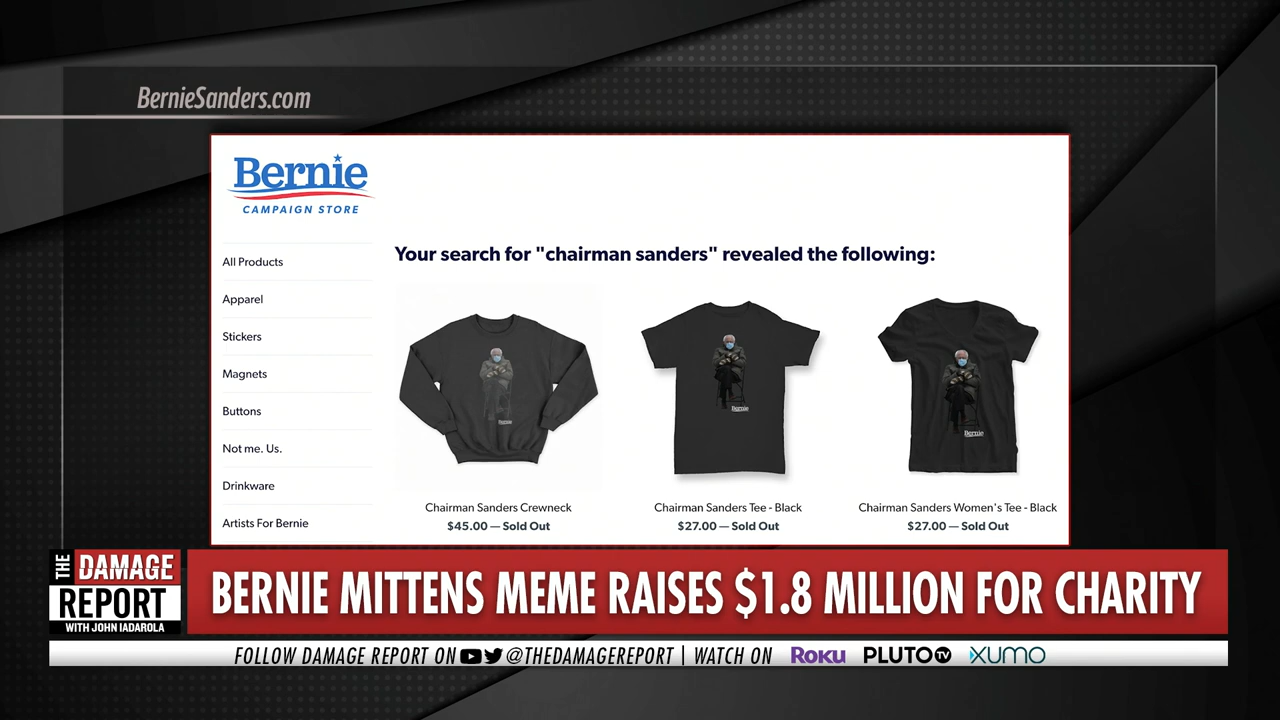 BernieSanders.com
Bernie
CAMPAIGN STORE
Your search for "chairman sanders" revealed the following:
All Products
Apparel
Stickers
Magnets
Buttons
Not me. Us.
Drinkware
Artists For Bernie
Bernie
Bernie
Bernie
Chairman Sanders Crewneck
$45.00 — Sold Out
Chairman Sanders Tee - Black
$27.00 — Sold Out
Chairman Sanders Women's Tee - Black
$27.00 — Sold Out
THE DAMAGE
REPORT
WITH JOHN IADAROLA
BERNIE MITTENS MEME RAISES $1.8 MILLION FOR CHARITY
FOLLOW DAMAGE REPORT ON @THEDAMAGEREPORT | WATCH ON ROKU PLUTO TV XUMO